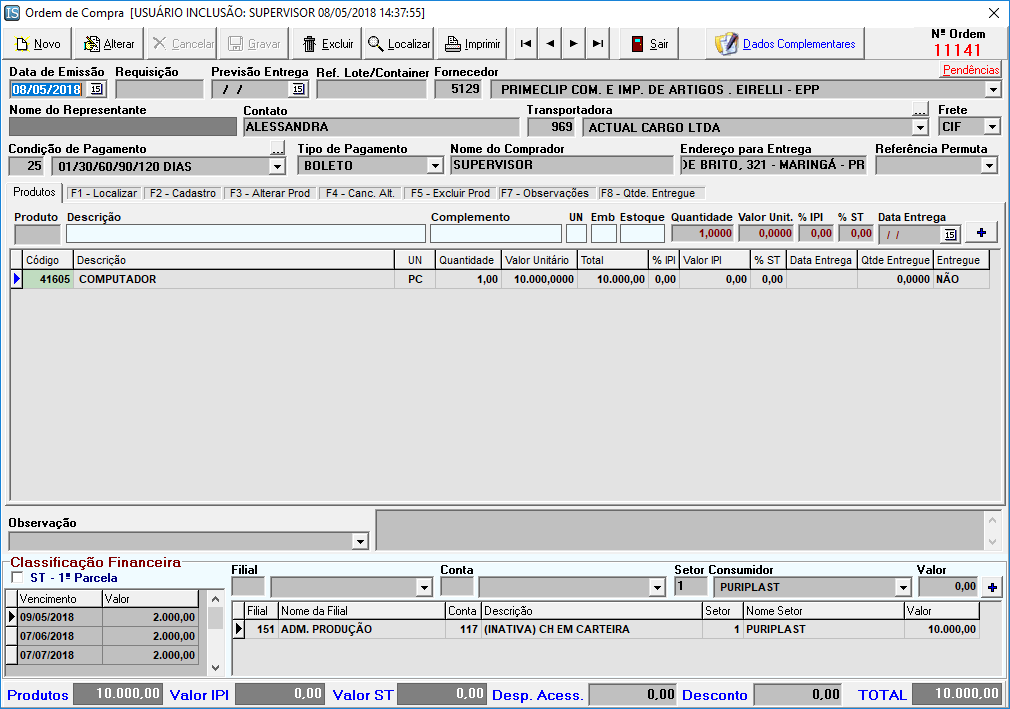 IS Ordem de Compra [USUÁRIO INCLUSÃO: SUPERVISOR 08/05/2018 14:37:55]
Novo Alterar Cancelar Gravar Excluir Localizar Imprimir Sair Dados Complementares Nº Ordem
11141
Pendências
Data de Emissão Requisição Previsão Entrega Ref. Lote/Container Fornecedor
08/05/2018 15 / / 15 5129 PRIMECLIP COM. E IMP. DE ARTIGOS . EIRELLI - EPP
Nome do Representante Contato Transportadora ... Frete
ALESSANDRA 969 ACTUAL CARGO LTDA CIF
Condição de Pagamento ... Tipo de Pagamento Nome do Comprador Endereço para Entrega Referência Permuta
25 01/30/60/90/120 DIAS BOLETO SUPERVISOR DE BRITO, 321 - MARINGÁ - PR
Produtos F1 - Localizar F2 - Cadastro F3 - Alterar Prod F4 - Canc. Alt. F5 - Excluir Prod F7 - Observações F8 - Qtde. Entregue
Produto Descrição Complemento UN Emb Estoque Quantidade Valor Unit. % IPI % ST Data Entrega
1,0000 0,0000 0,00 0,00 / / 15 +
Código Descrição UN Quantidade Valor Unitário Total % IPI Valor IPI % ST Data Entrega Qtde Entregue Entregue
41605 COMPUTADOR PC 1,00 10.000,0000 10.000,00 0,00 0,00 0,00 0,0000 NÃO
Observação
Classificação Financeira
ST - 1ª Parcela
Filial Conta Setor Consumidor Valor
1 PURIPLAST 0,00 +
Vencimento Valor
09/05/2018 2.000,00
07/06/2018 2.000,00
07/07/2018 2.000,00
Filial Nome da Filial Conta Descrição Setor Nome Setor Valor
151 ADM. PRODUÇÃO 117 (INATIVA) CH EM CARTEIRA 1 PURIPLAST 10.000,00
Produtos 10.000,00 Valor IPI 0,00 Valor ST 0,00 Desp. Acess. 0,00 Desconto 0,00 TOTAL 10.000,00